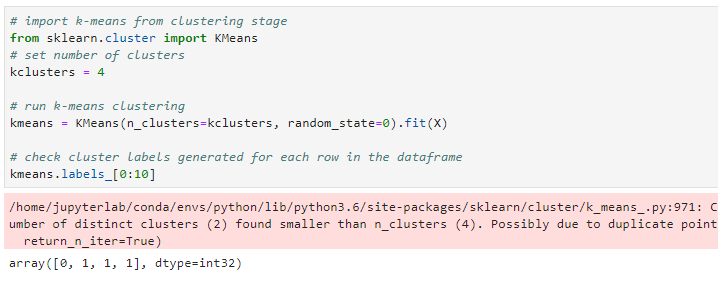 # import k-means from clustering stage
from sklearn.cluster import KMeans
# set number of clusters
kclusters = 4
# run k-means clustering
kmeans = KMeans(n_clusters=kclusters, random_state=0).fit(X)
# check cluster labels generated for each row in the dataframe
kmeans.labels_[0:10]
/home/jupyterlab/conda/envs/python/lib/python3.6/site-packages/sklearn/cluster/k_means_.py:971: C
umber of distinct clusters (2) found smaller than n_clusters (4). Possibly due to duplicate point
return_n_iter=True)
array([0, 1, 1, 1], dtype=int32)